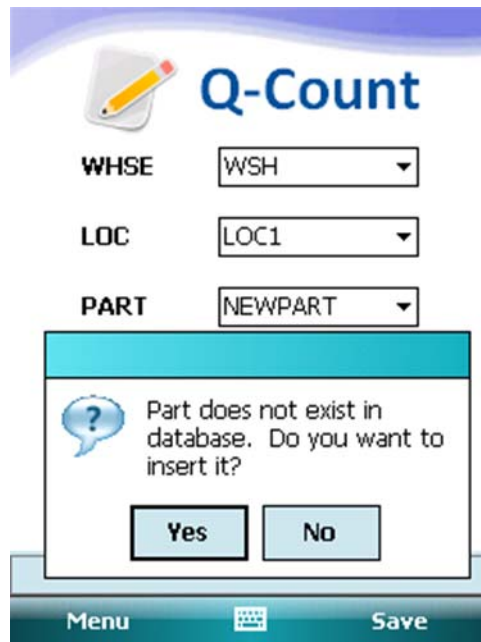 Q-Count
WHSE WSH
LOC LOC1
PART NEWPART
Part does not exist in
database. Do you want to
insert it?
Yes No
Menu Save